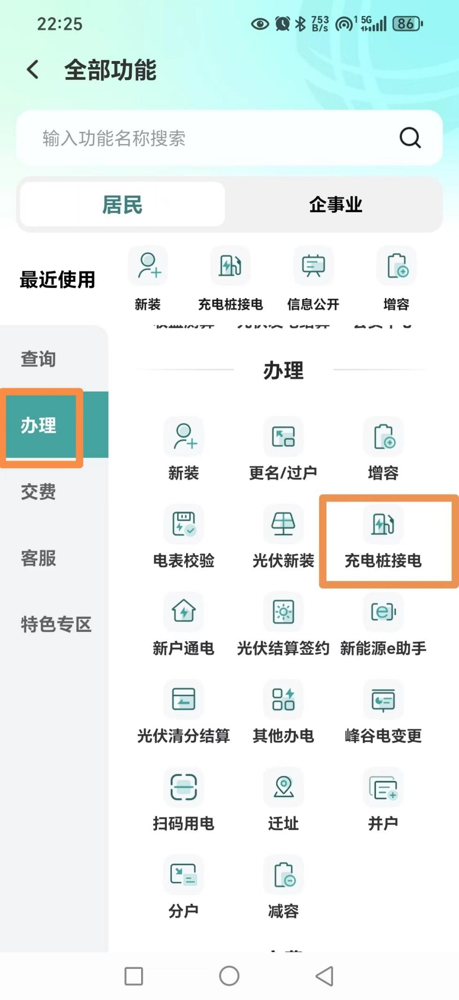 22:25
753 B/s 1 5G 86
全部功能
输入功能名称搜索
居民 企事业
最近使用
新装 充电桩接电 信息公开 增容
查询
办理
交费
客服
特色专区
办理
新装 更名/过户 增容
电表校验 光伏新装 充电桩接电
新户通电 光伏结算签约 新能源e助手
光伏清分结算 其他办电 峰谷电变更
扫码用电 迁址 并户
分户 减容